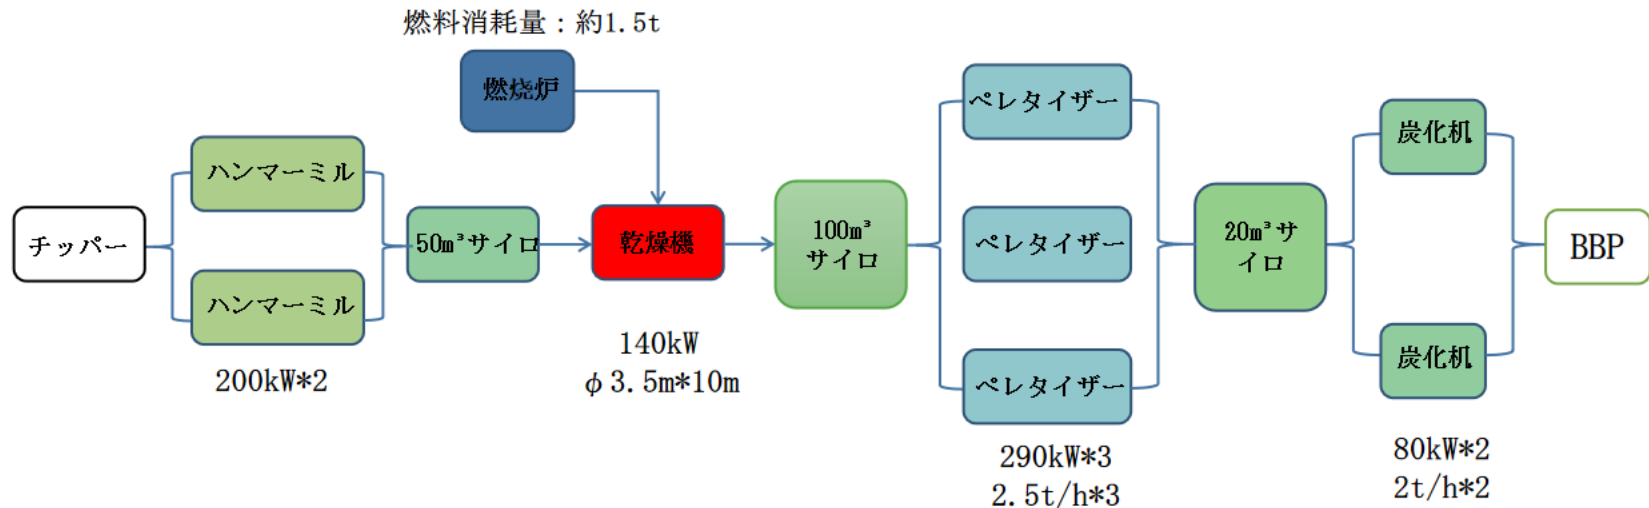 燃料消耗量：約1.5t
燃烧炉
チッパー
ハンマーミル
ハンマーミル
200kW*2
50m³サイロ
乾燥機
140kW
φ3.5m*10m
100m³
サイロ
ペレタイザー
ペレタイザー
ペレタイザー
290kW*3
2.5t/h*3
20m³サ
イロ
炭化机
炭化机
80kW*2
2t/h*2
BBP